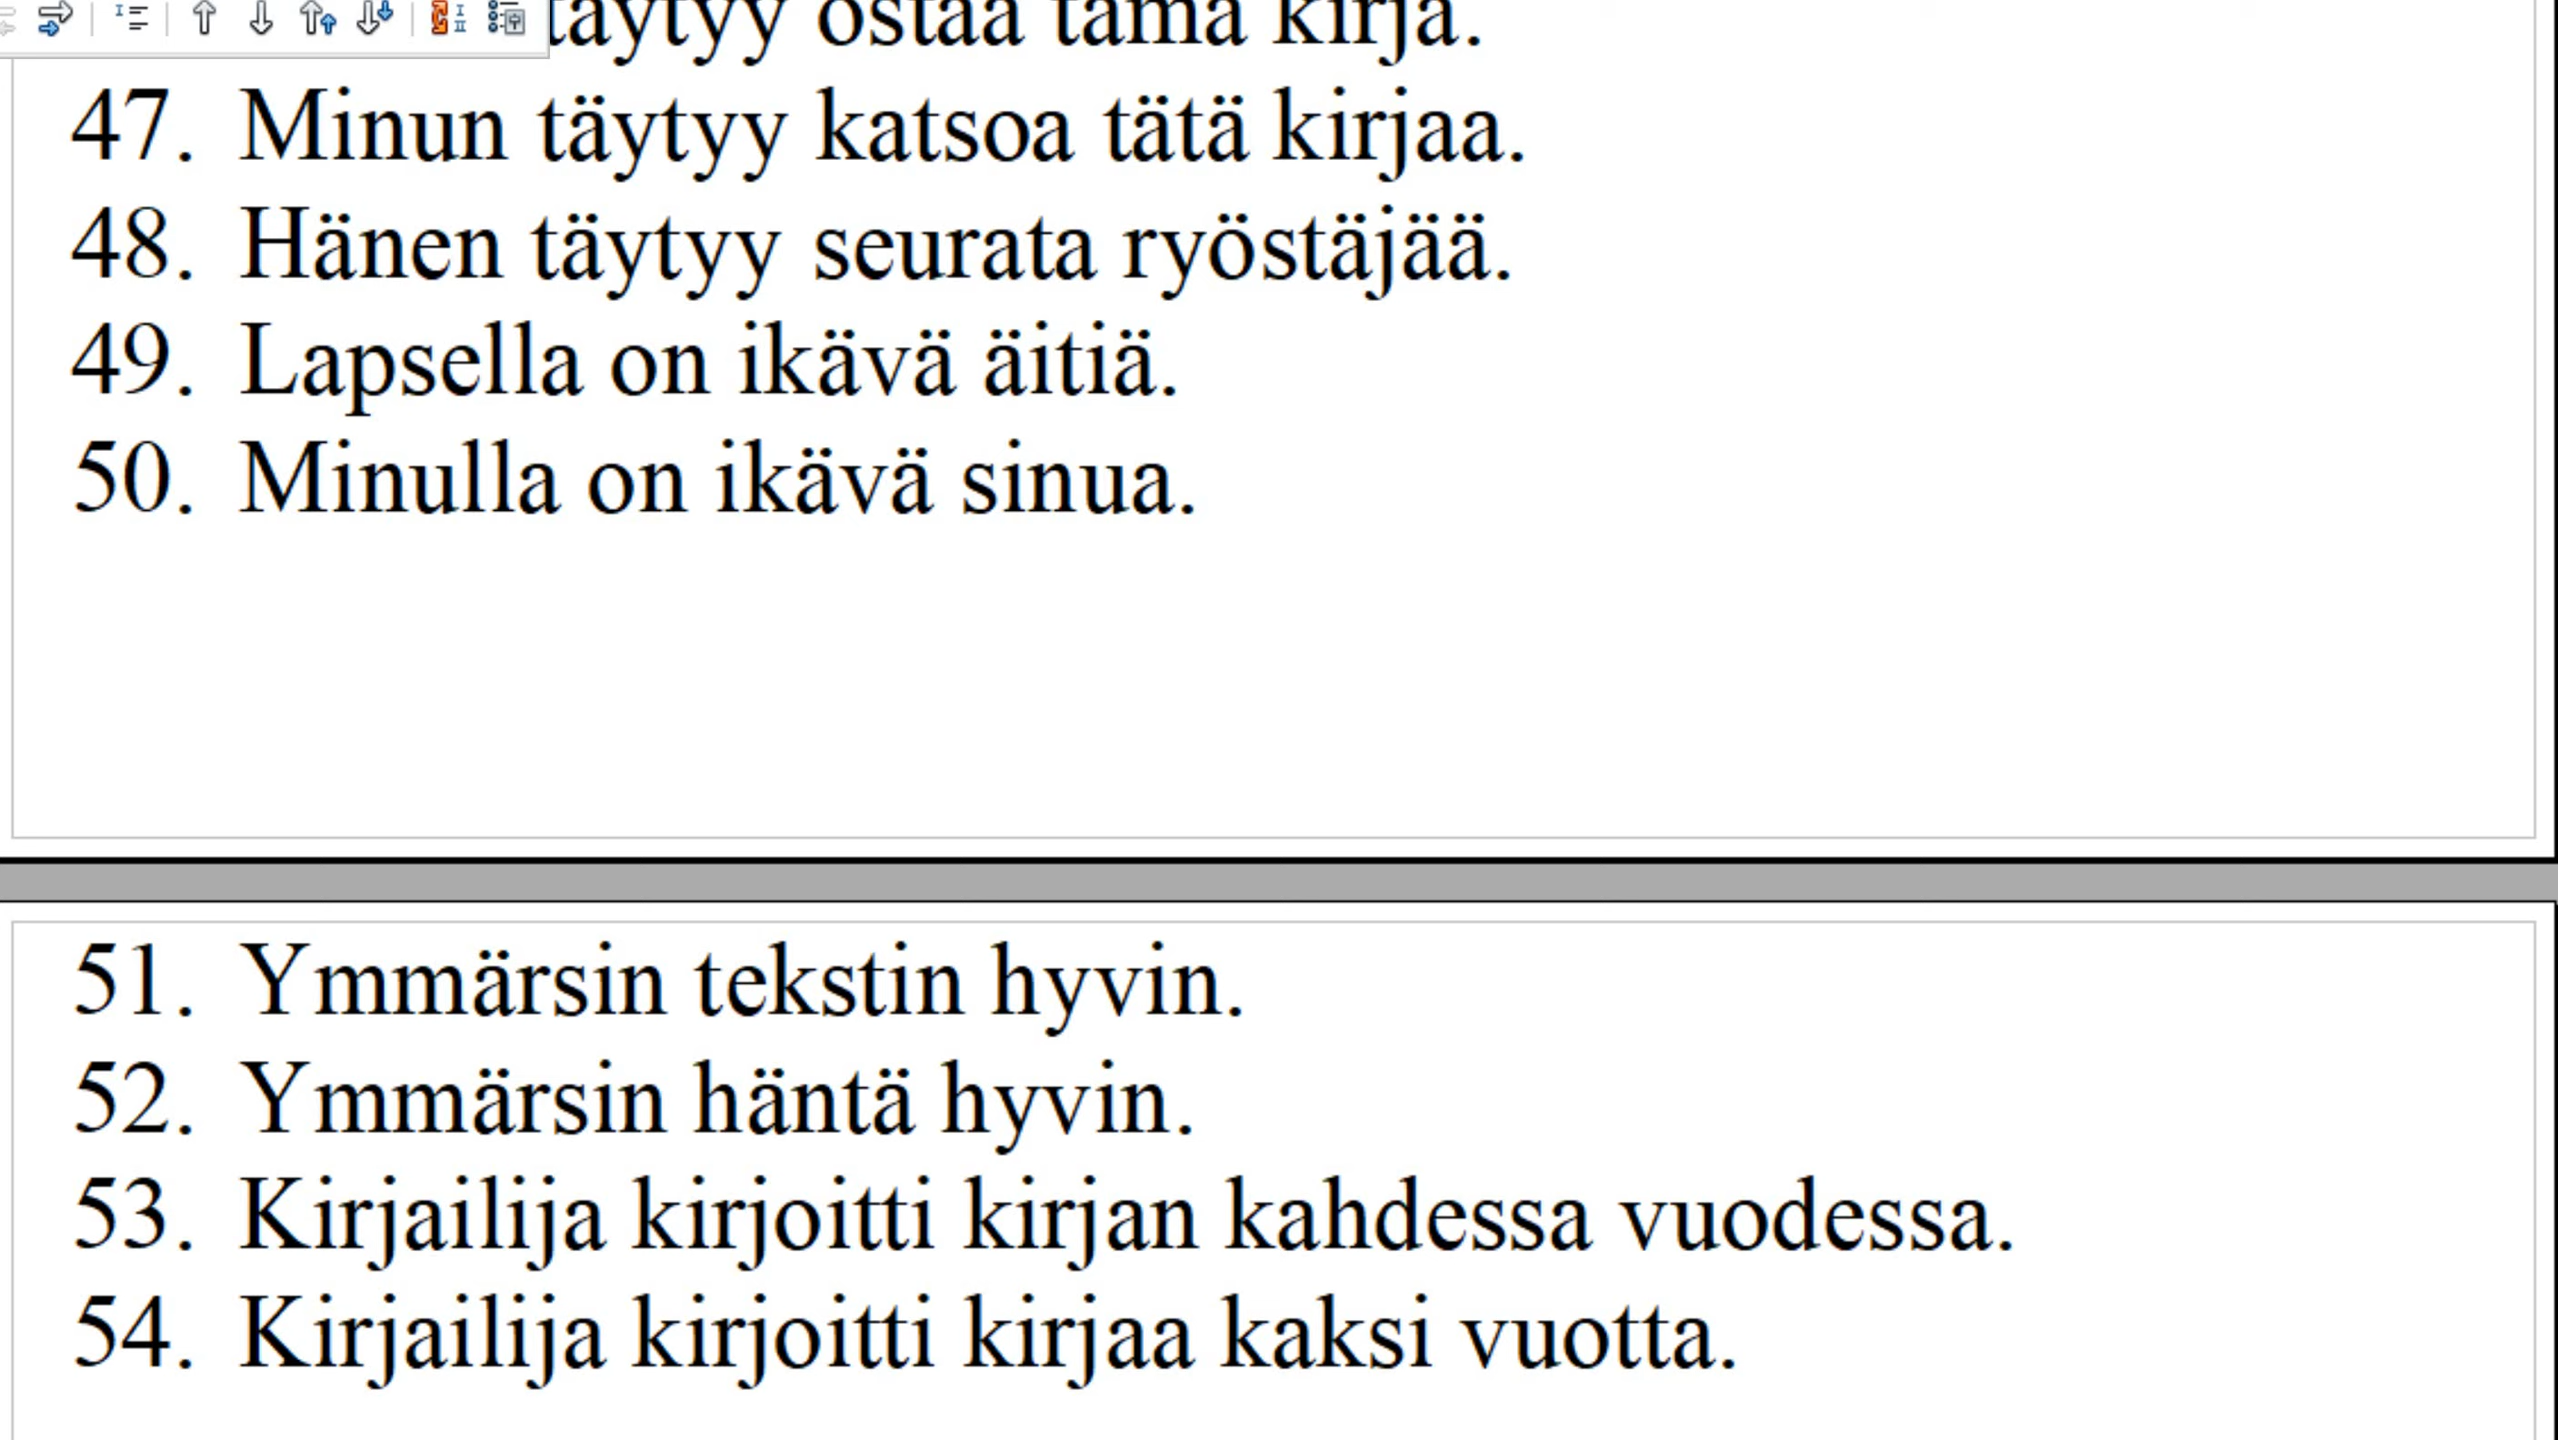 täytyy ostaa tämä kirja.
47. Minun täytyy katsoa tätä kirjaa.
48. Hänen täytyy seurata ryöstäjää.
49. Lapsella on ikävä äitiä.
50. Minulla on ikävä sinua.
51. Ymmärsin tekstin hyvin.
52. Ymmärsin häntä hyvin.
53. Kirjailija kirjoitti kirjan kahdessa vuodessa.
54. Kirjailija kirjoitti kirjaa kaksi vuotta.